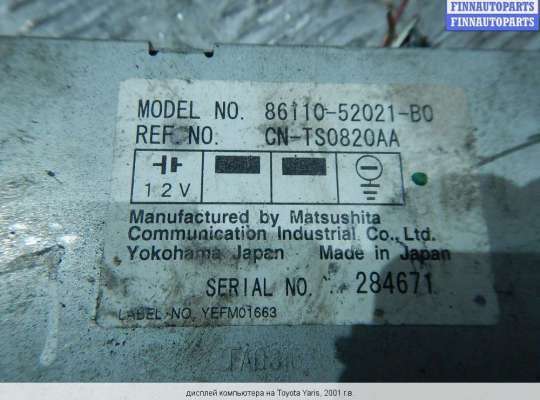 FINNAUTOPARTS
FINNAUTOPARTS
MODEL NO. 86110-52021-B0
REF. NO. CN-TS0820AA
12V
Manufactured by Matsushita
Communication Industrial Co., Ltd.
Yokohama Japan Made in Japan
SERIAL NO. 284671
LABEL-NO. YEFM01663
дисплей компьютера на Toyota Yaris, 2001 г.в.